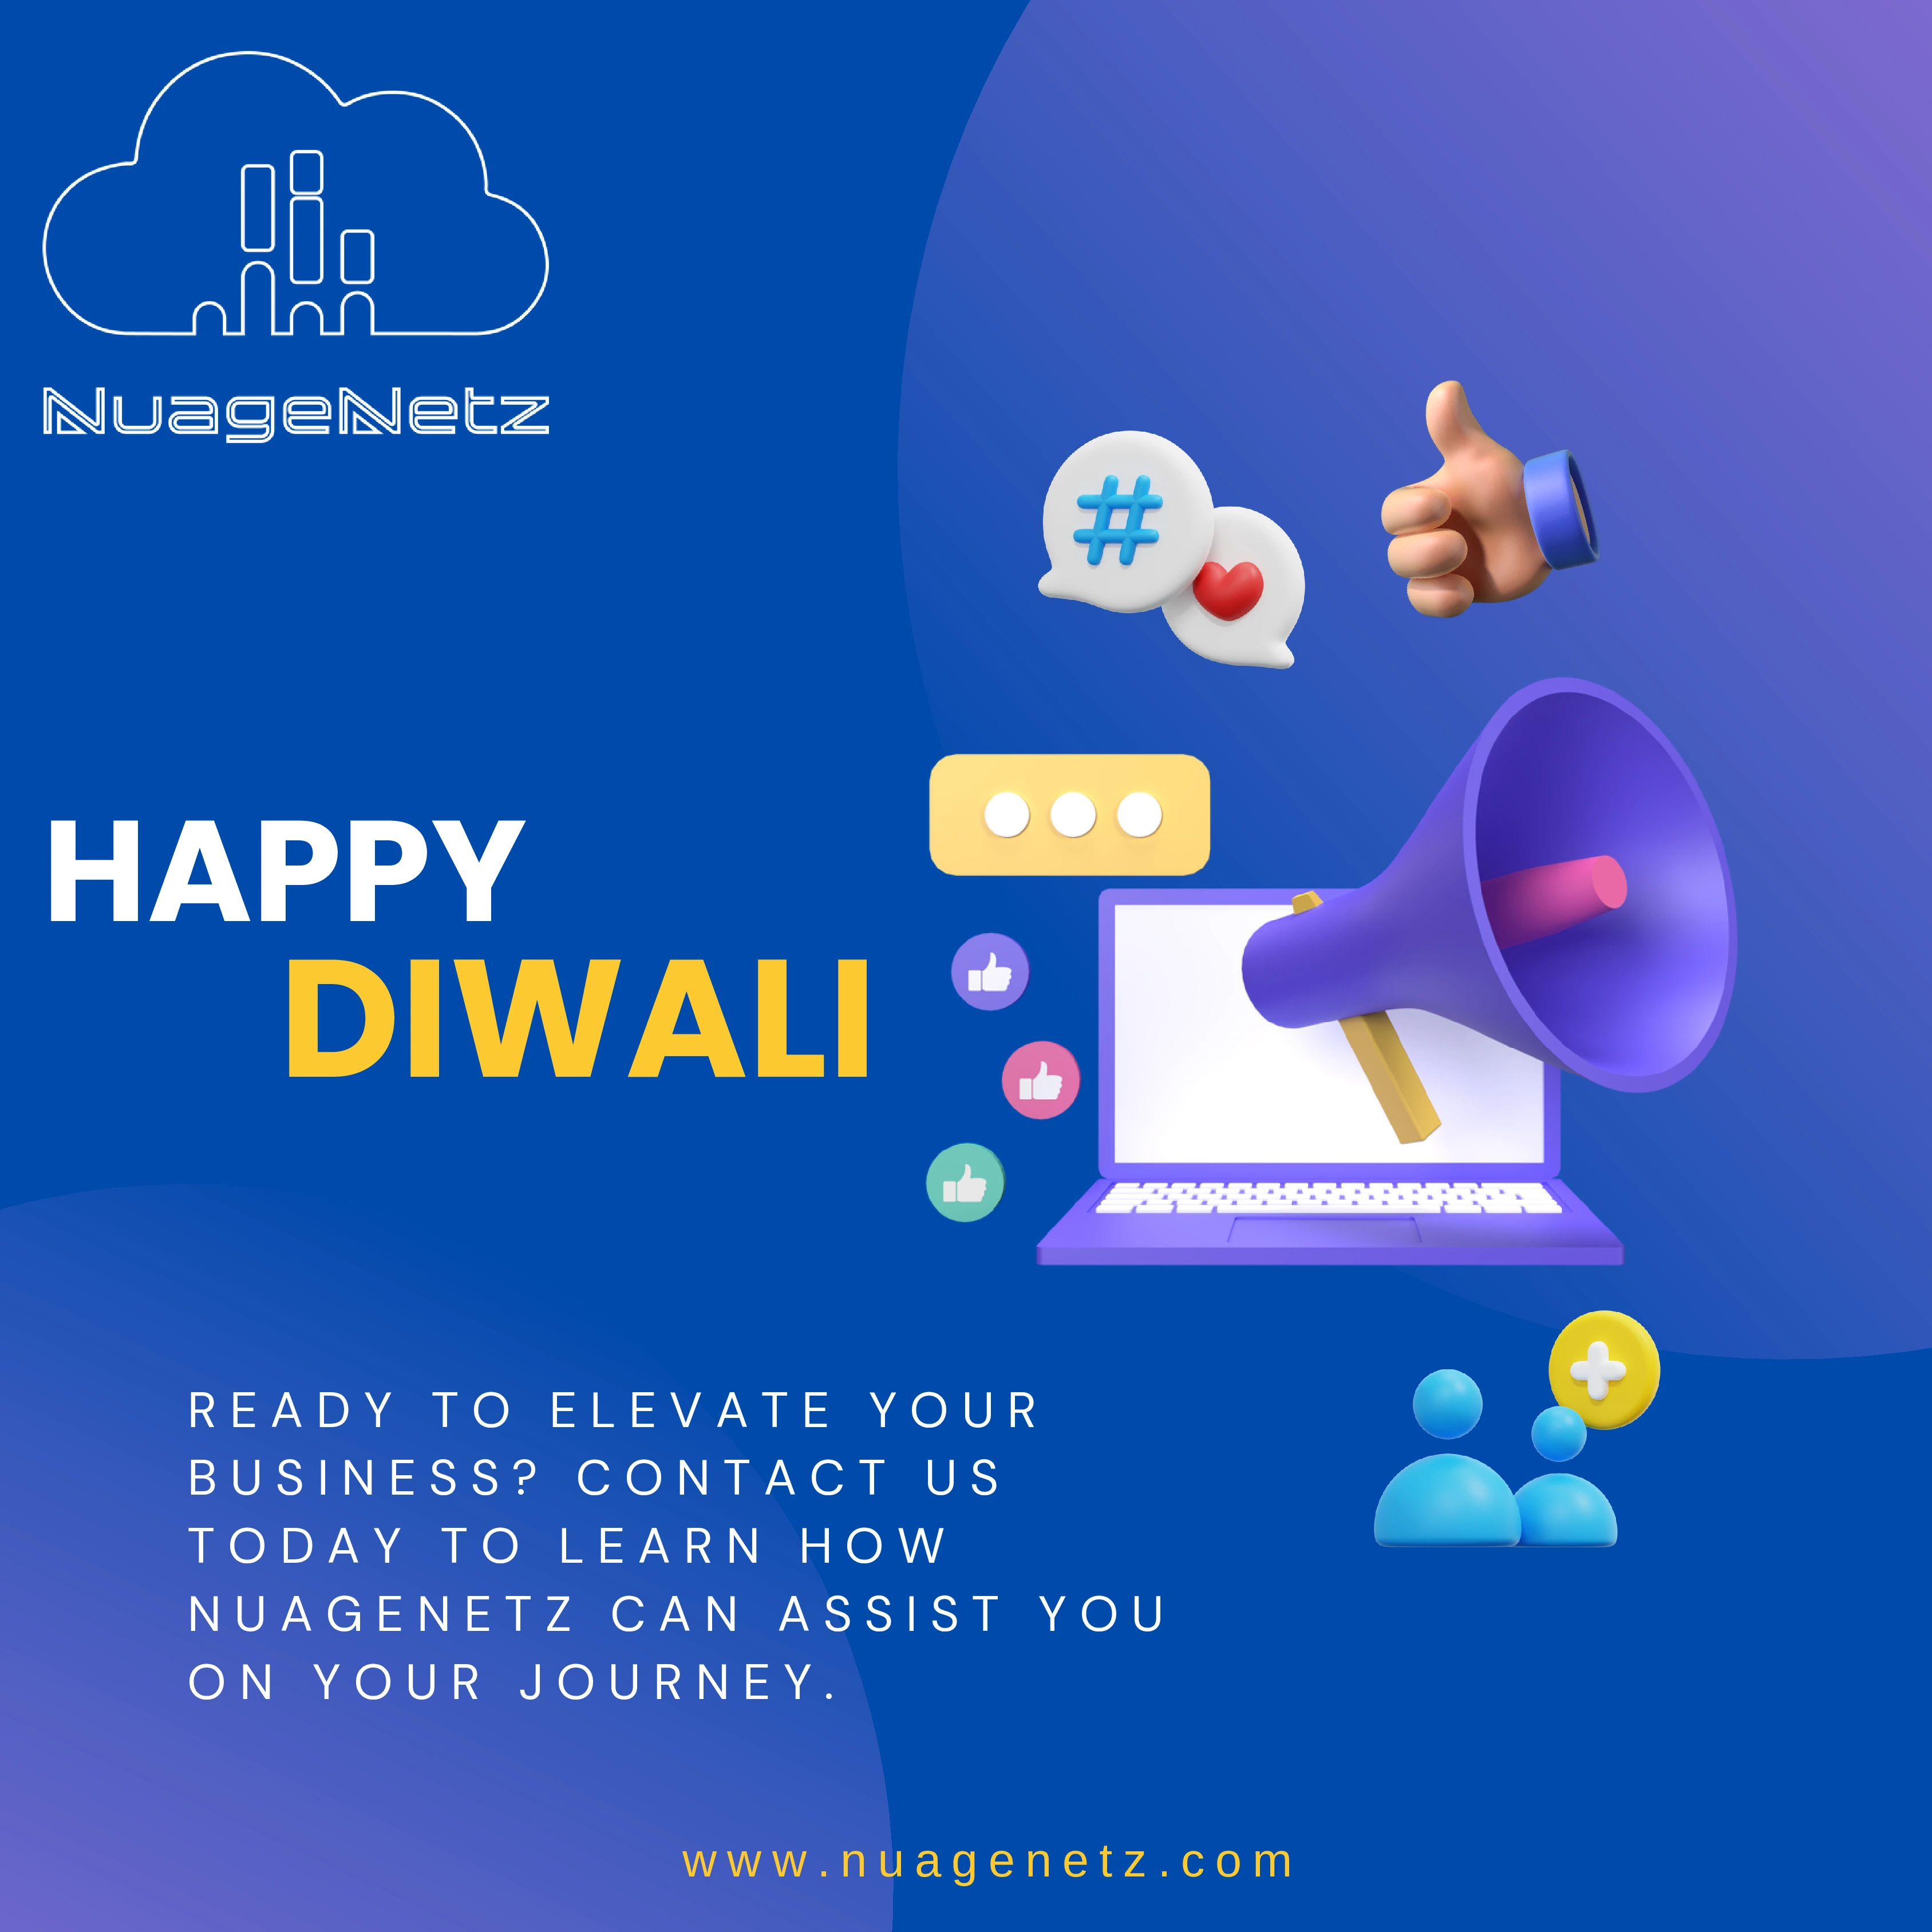 NuageNetz
HAPPY
DIWALI
READY TO ELEVATE YOUR
BUSINESS? CONTACT US
TODAY TO LEARN HOW
NUAGENETZ CAN ASSIST YOU
ON YOUR JOURNEY.
www.nuagenetz.com